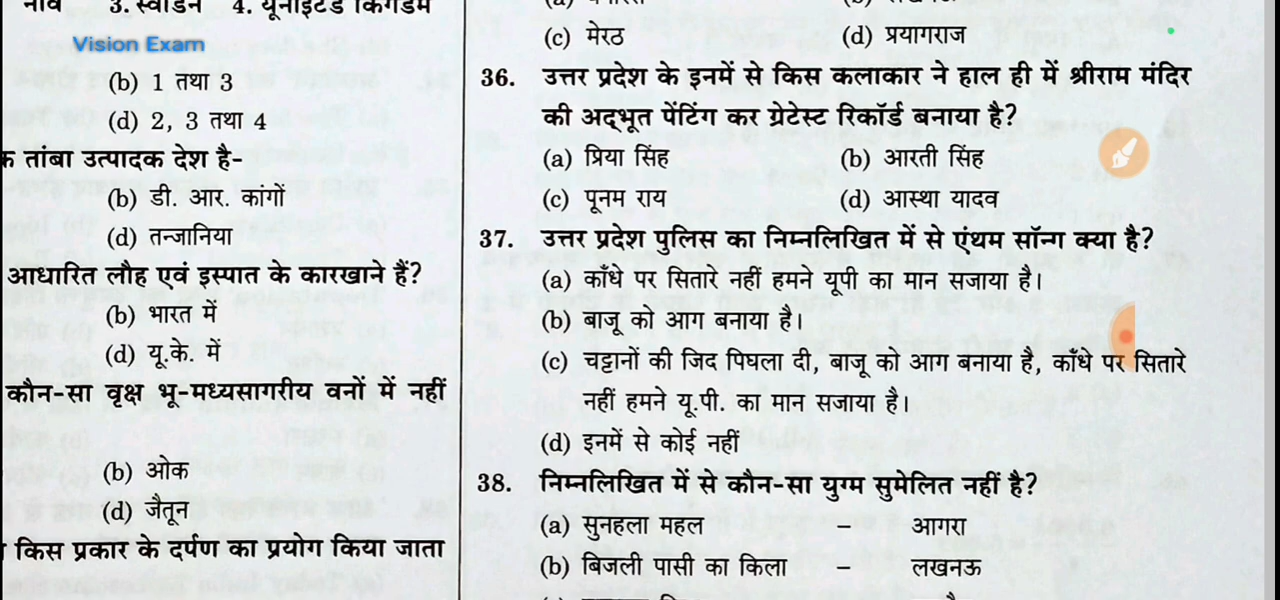 3. स्वीडन 4. यूनाइटेड किंगडम
Vision Exam
(b) 1 तथा 3
(d) 2, 3 तथा 4
क तांबा उत्पादक देश है-
(b) डी. आर. कांगों
(d) तन्जानिया
आधारित लौह एवं इस्पात के कारखाने हैं?
(b) भारत में
(d) यू.के. में
कौन-सा वृक्ष भू-मध्यसागरीय वनों में नहीं
(b) ओक
(d) जैतून
किस प्रकार के दर्पण का प्रयोग किया जाता
(c) मेरठ (d) प्रयागराज
36. उत्तर प्रदेश के इनमें से किस कलाकार ने हाल ही में श्रीराम मंदिर
की अद्भूत पेंटिंग कर ग्रेटेस्ट रिकॉर्ड बनाया है?
(a) प्रिया सिंह (b) आरती सिंह
(c) पूनम राय (d) आस्था यादव
37. उत्तर प्रदेश पुलिस का निम्नलिखित में से एंथम सॉन्ग क्या है?
(a) काँधे पर सितारे नहीं हमने यूपी का मान सजाया है।
(b) बाजू को आग बनाया है।
(c) चट्टानों की जिद पिघला दी, बाजू को आग बनाया है, काँधे पर सितारे
नहीं हमने यू.पी. का मान सजाया है।
(d) इनमें से कोई नहीं
38. निम्नलिखित में से कौन-सा युग्म सुमेलित नहीं है?
(a) सुनहला महल – आगरा
(b) बिजली पासी का किला – लखनऊ